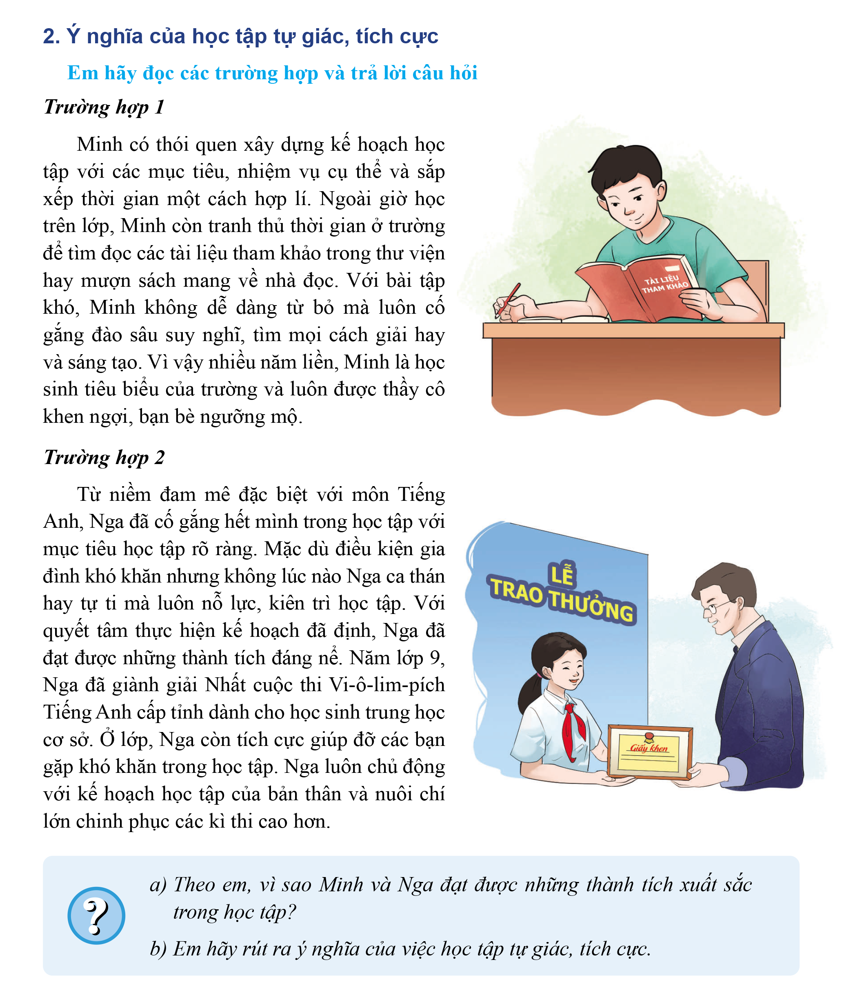 2. Ý nghĩa của học tập tự giác, tích cực
Em hãy đọc các trường hợp và trả lời câu hỏi
Trường hợp 1
Minh có thói quen xây dựng kế hoạch học
tập với các mục tiêu, nhiệm vụ cụ thể và sắp
xếp thời gian một cách hợp lí. Ngoài giờ học
trên lớp, Minh còn tranh thủ thời gian ở trường
để tìm đọc các tài liệu tham khảo trong thư viện
hay mượn sách mang về nhà đọc. Với bài tập
khó, Minh không dễ dàng từ bỏ mà luôn cố
gắng đào sâu suy nghĩ, tìm mọi cách giải hay
và sáng tạo. Vì vậy nhiều năm liền, Minh là học
sinh tiêu biểu của trường và luôn được thầy cô
khen ngợi, bạn bè ngưỡng mộ.
TÀI LIỆU
THAM KHẢO
Trường hợp 2
Từ niềm đam mê đặc biệt với môn Tiếng
Anh, Nga đã cố gắng hết mình trong học tập với
mục tiêu học tập rõ ràng. Mặc dù điều kiện gia
đình khó khăn nhưng không lúc nào Nga ca thán
hay tự ti mà luôn nỗ lực, kiên trì học tập. Với
quyết tâm thực hiện kế hoạch đã định, Nga đã
đạt được những thành tích đáng nể. Năm lớp 9,
Nga đã giành giải Nhất cuộc thi Vi-ô-lim-pích
Tiếng Anh cấp tỉnh dành cho học sinh trung học
cơ sở. Ở lớp, Nga còn tích cực giúp đỡ các bạn
gặp khó khăn trong học tập. Nga luôn chủ động
với kế hoạch học tập của bản thân và nuôi chí
lớn chinh phục các kì thi cao hơn.
LỄ
TRAO THƯỞNG
Giấy khen
?
a) Theo em, vì sao Minh và Nga đạt được những thành tích xuất sắc
trong học tập?
b) Em hãy rút ra ý nghĩa của việc học tập tự giác, tích cực.